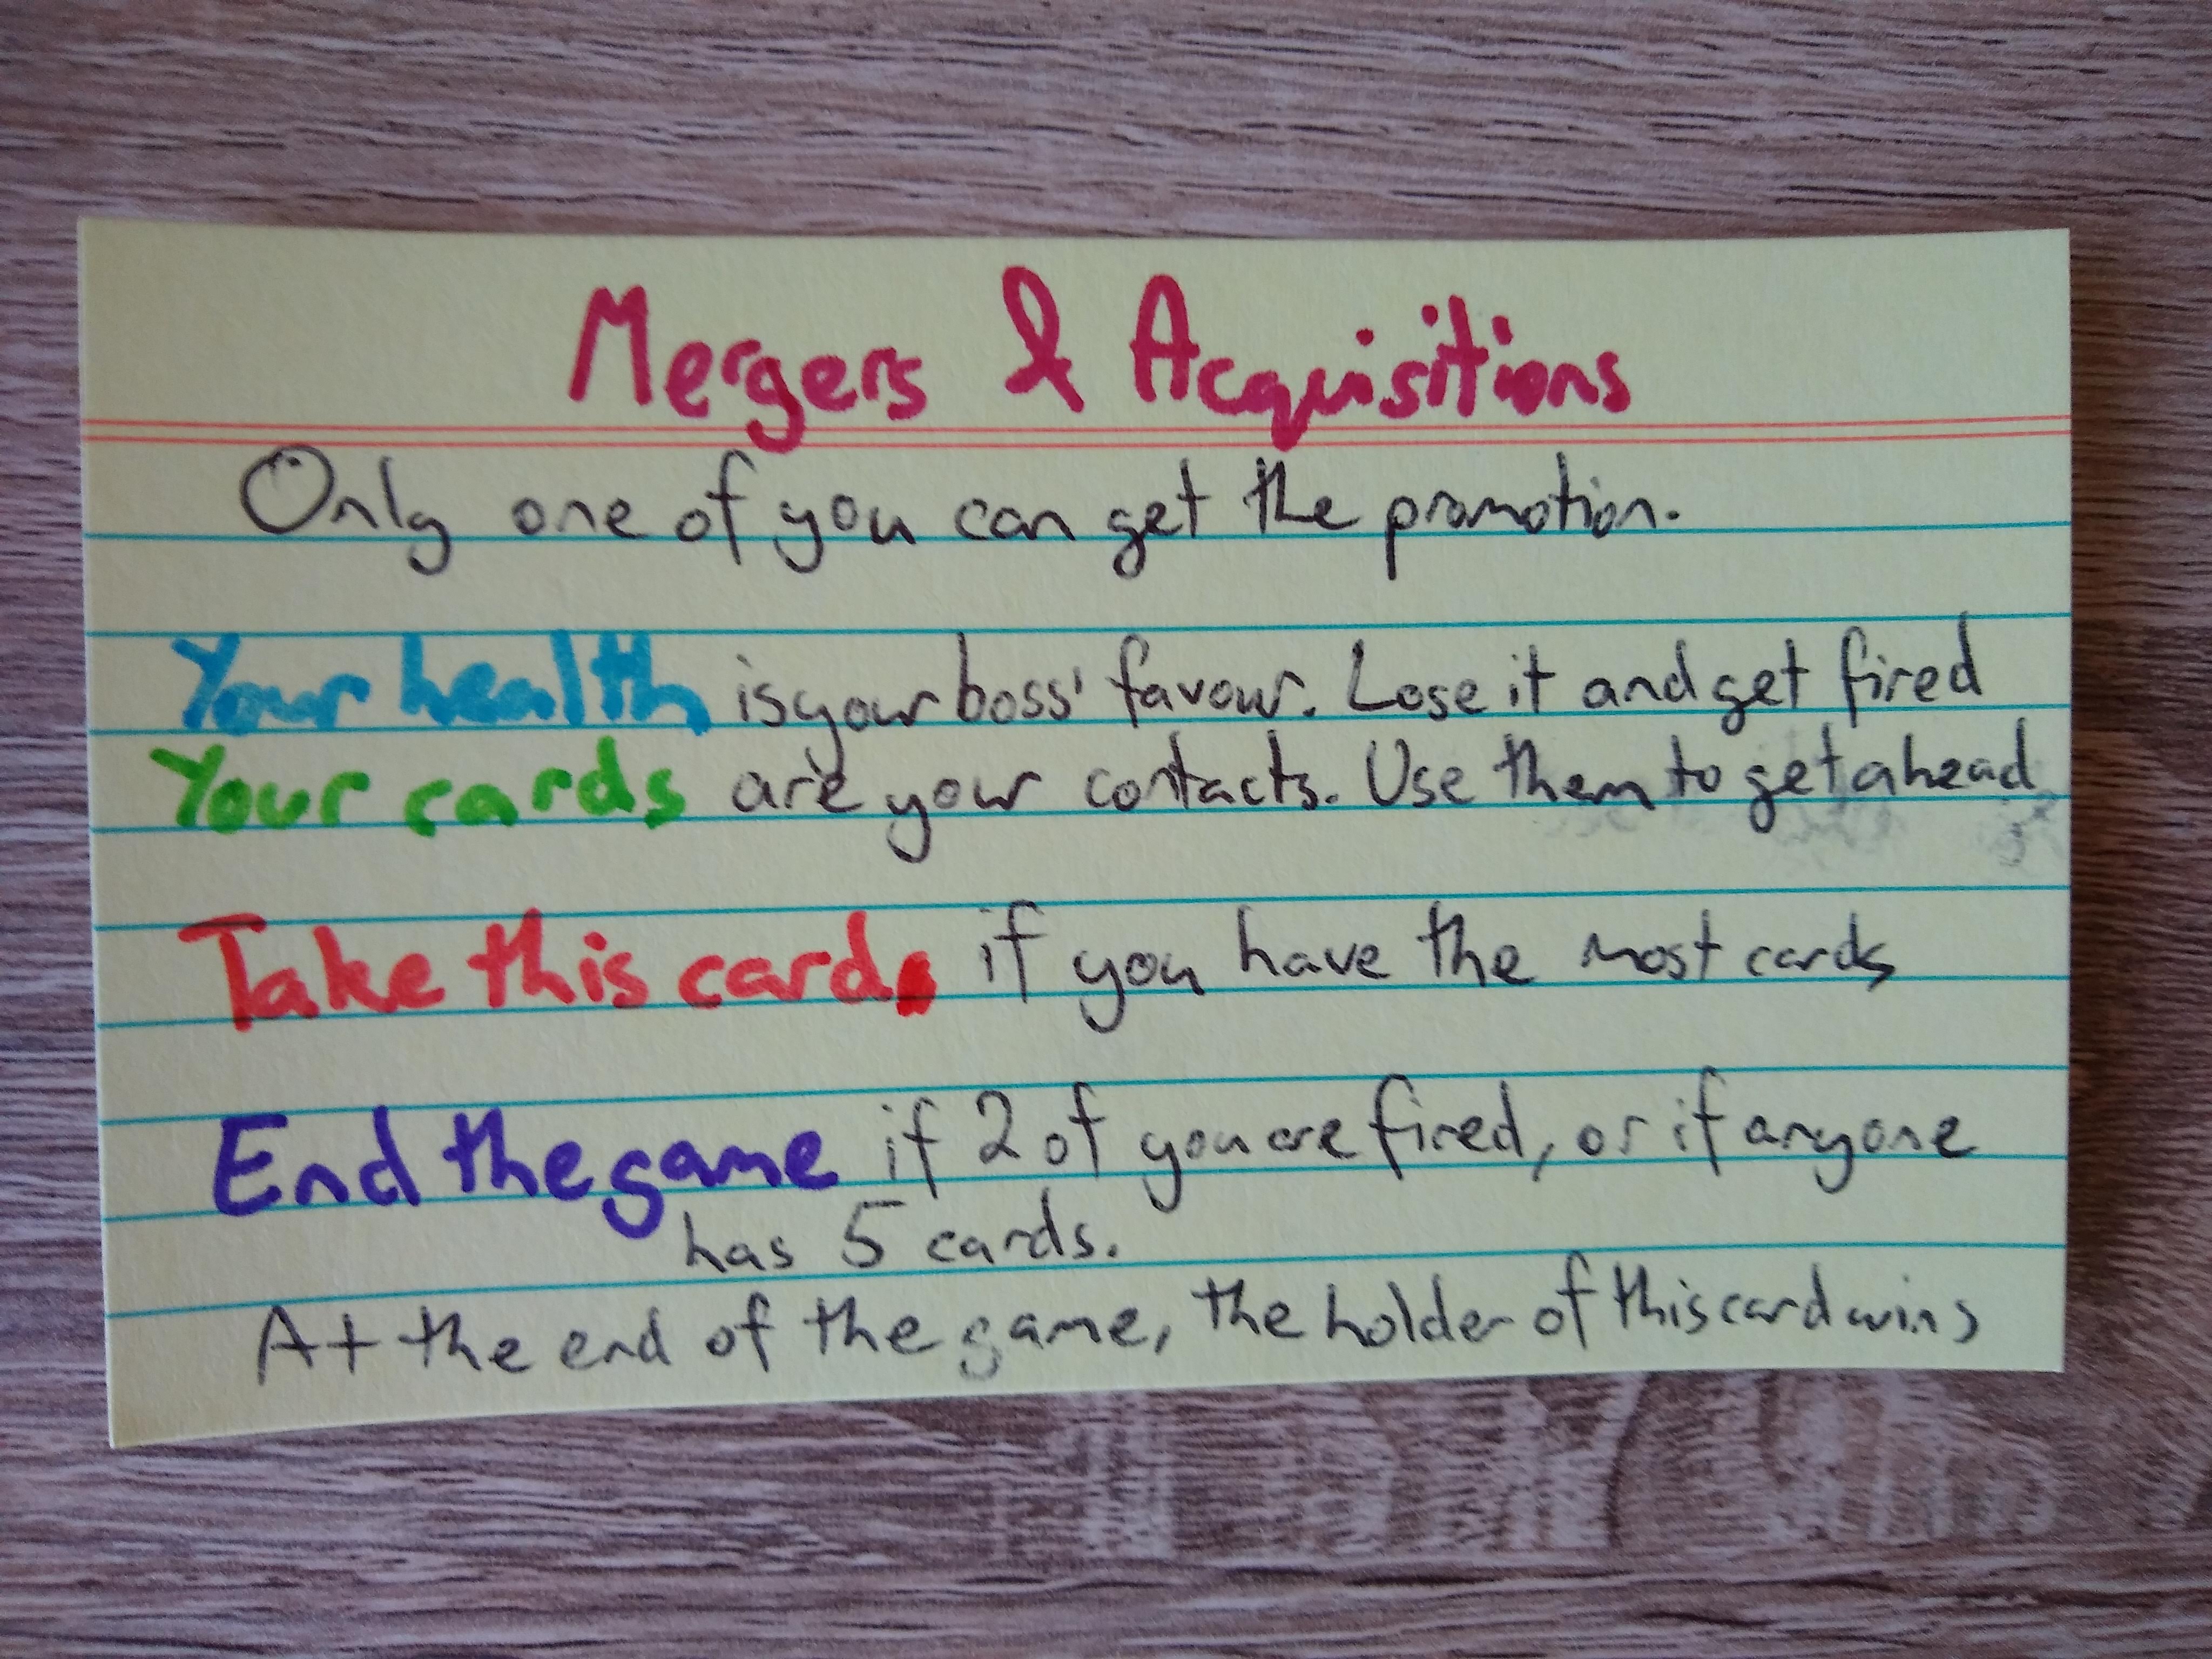 Mergers & Acquisitions
Only one of you can get the promotion.
Your health is your boss' favour. Lose it and get fired
Your cards are your contacts. Use them to get ahead
Take this card if you have the most cards
End the game if 2 of you are fired, or if anyone
has 5 cards.
At the end of the game, the holder of this card wins